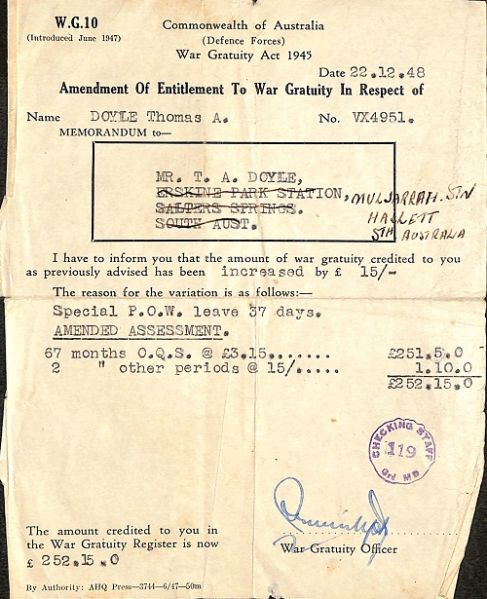 W.G.10
(Introduced June 1947)
Commonwealth of Australia
(Defence Forces)
War Gratuity Act 1945
Date 22.12.48
Amendment Of Entitlement To War Gratuity In Respect of
Name DOYLE Thomas A. No. VX4951.
MEMORANDUM to—
MR. T. A. DOYLE,
ERSKINE PARK STATION,
SALTERS SPRINGS.
SOUTH AUST.
HALLETT
STH AUSTRALIA
I have to inform you that the amount of war gratuity credited to you
as previously advised has been increased by £ 15/-
The reason for the variation is as follows:—
Special P.O.W. leave 37 days.
AMENDED ASSESSMENT.
67 months O.Q.S. @ £3.15....... £251.5.0
2 " other periods @ 15/..... 1.10.0
£252.15.0
CHECKING STAFF
119
3rd MD
War Gratuity Officer
The amount credited to you in
the War Gratuity Register is now
£ 252.15.0
By Authority: AHQ Press—3744—6/47—50m